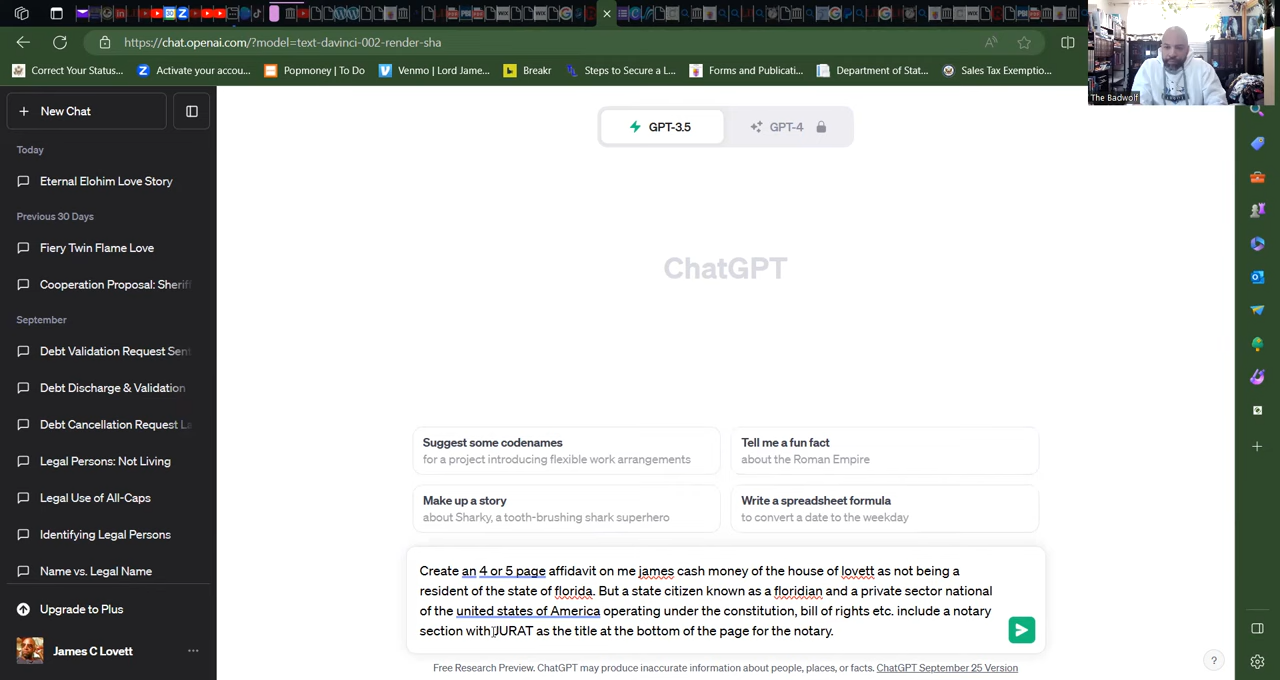 https://chat.openai.com/?model=text-davinci-002-render-sha
The Badwolf
Correct Your Status...
Activate your accou...
Popmoney | To Do
Venmo | Lord Jame...
Breakr
Steps to Secure a L...
Forms and Publicati...
Department of Stat...
Sales Tax Exemptio...
New Chat
GPT-3.5
GPT-4
Today
Eternal Elohim Love Story
Previous 30 Days
Fiery Twin Flame Love
Cooperation Proposal: Sheriff
September
Debt Validation Request Sent
Debt Discharge & Validation
Debt Cancellation Request La
Legal Persons: Not Living
Legal Use of All-Caps
Identifying Legal Persons
Name vs. Legal Name
Upgrade to Plus
James C Lovett
ChatGPT
Suggest some codenames
for a project introducing flexible work arrangements
Tell me a fun fact
about the Roman Empire
Make up a story
about Sharky, a tooth-brushing shark superhero
Write a spreadsheet formula
to convert a date to the weekday
Create an 4 or 5 page affidavit on me james cash money of the house of lovett as not being a
resident of the state of florida. But a state citizen known as a floridian and a private sector national
of the united states of America operating under the constitution, bill of rights etc. include a notary
section with JURAT as the title at the bottom of the page for the notary.
Free Research Preview. ChatGPT may produce inaccurate information about people, places, or facts. ChatGPT September 25 Version
?